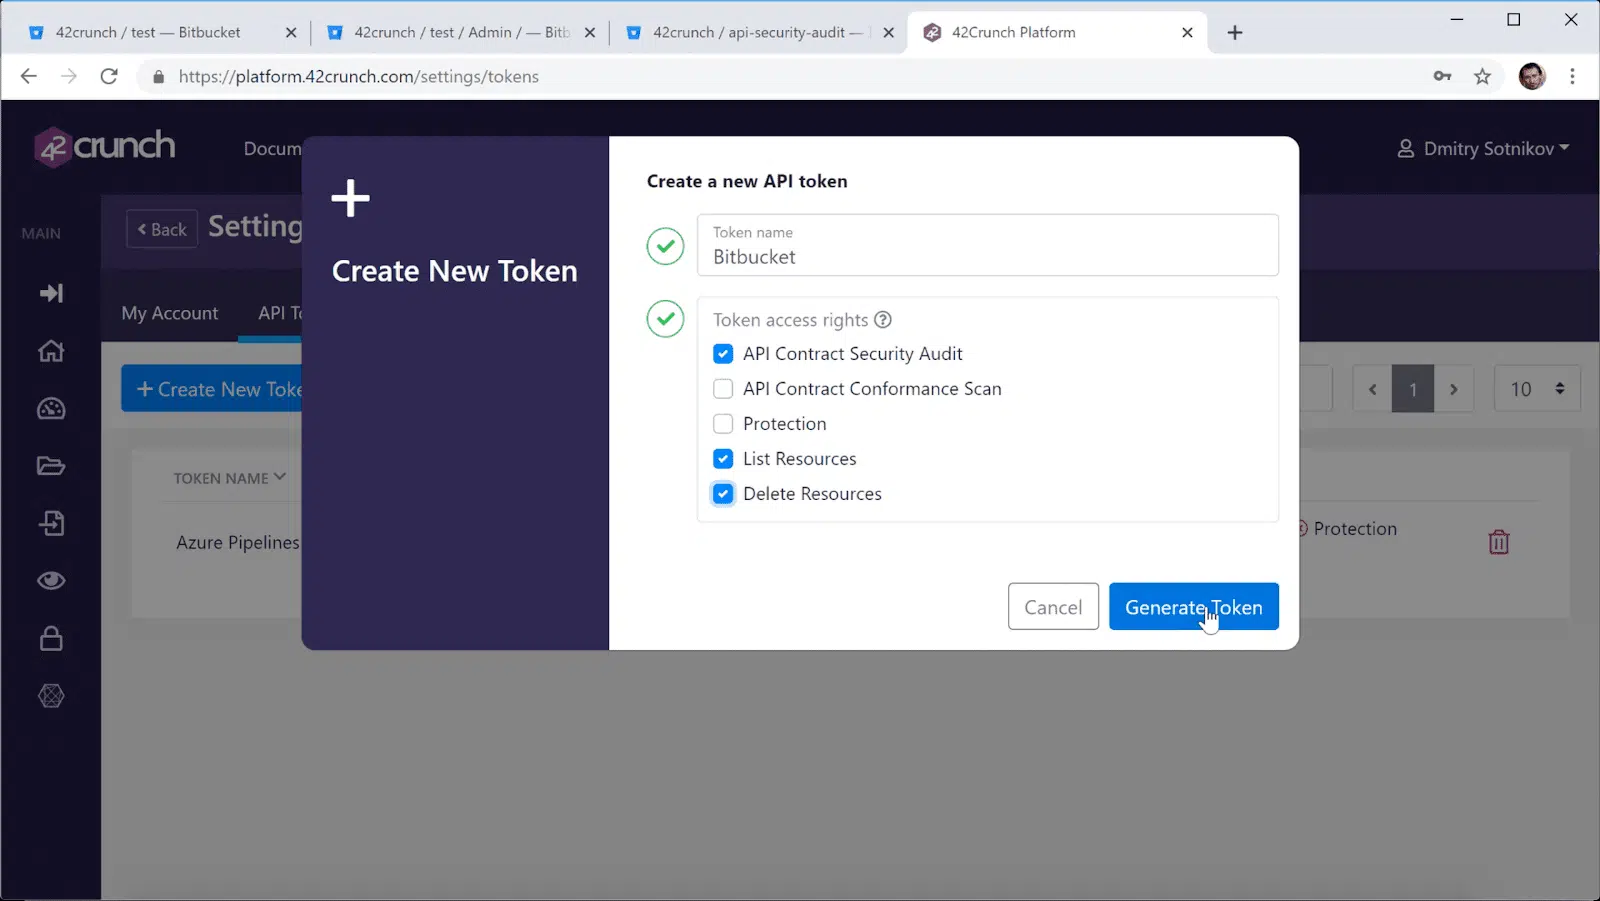 42crunch / test — Bitbucket
42crunch / test / Admin / — Bitb
42crunch / api-security-audit —
42Crunch Platform
https://platform.42crunch.com/settings/tokens
42crunch
Docum
Dmitry Sotnikov
MAIN
Back
Setting
My Account
API To
Create New Toke
1
10
TOKEN NAME
Azure Pipelines
Protection
Create New Token
Create a new API token
Token name
Bitbucket
Token access rights
API Contract Security Audit
API Contract Conformance Scan
Protection
List Resources
Delete Resources
Cancel
Generate Token